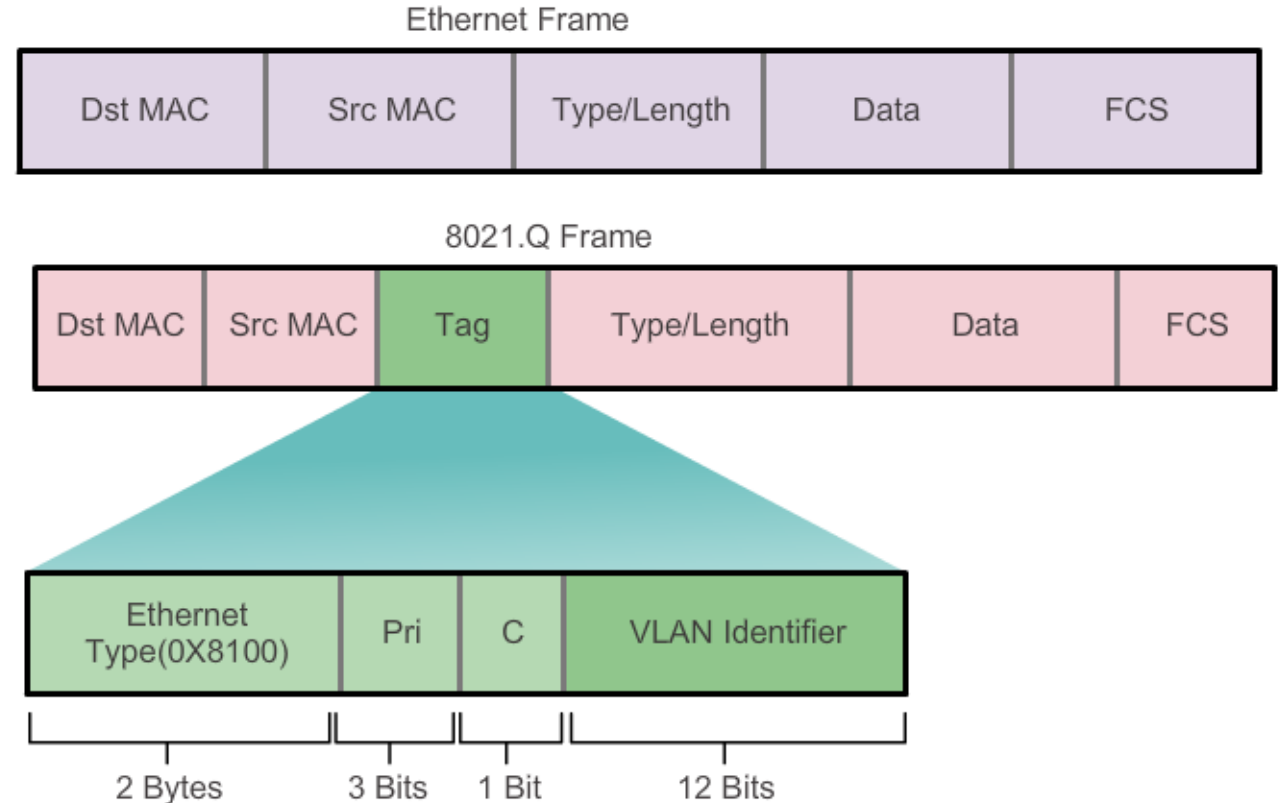 Ethernet Frame
Dst MAC
Src MAC
Type/Length
Data
FCS
8021.Q Frame
Dst MAC
Src MAC
Tag
Type/Length
Data
FCS
Ethernet
Type(0X8100)
Pri
C
VLAN Identifier
2 Bytes
3 Bits
1 Bit
12 Bits